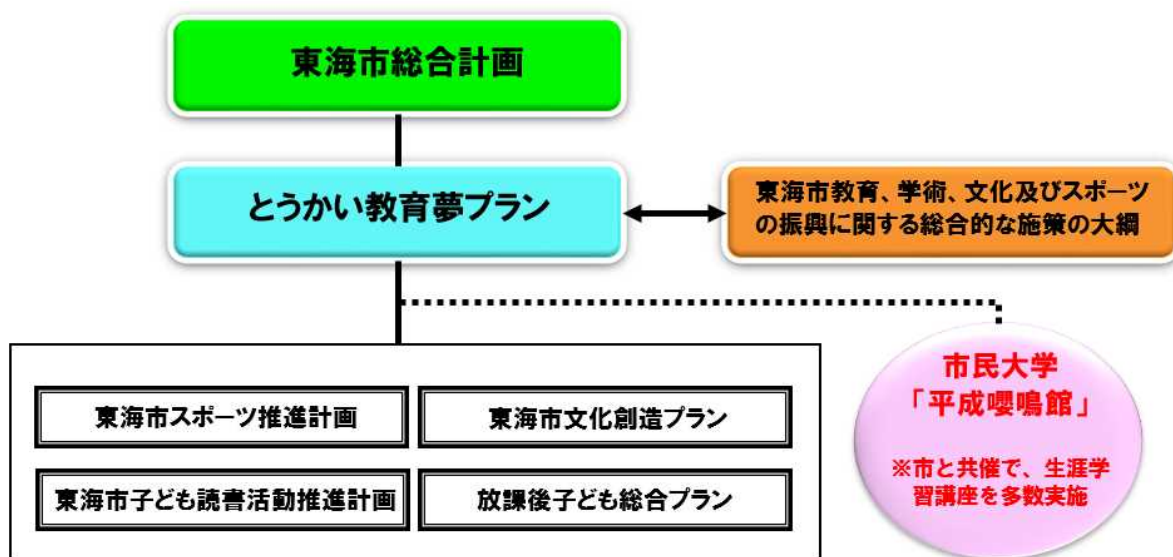 東海市総合計画
とうかい教育夢プラン
東海市教育、学術、文化及びスポーツ
の振興に関する総合的な施策の大綱
東海市スポーツ推進計画
東海市文化創造プラン
東海市子ども読書活動推進計画
放課後子ども総合プラン
市民大学
「平成嚶鳴館」
※市と共催で、生涯学
習講座を多数実施